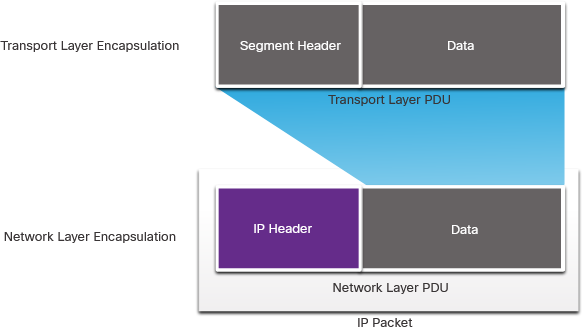 Transport Layer Encapsulation
Segment Header
Data
Transport Layer PDU
Network Layer Encapsulation
IP Header
Data
Network Layer PDU
IP Packet